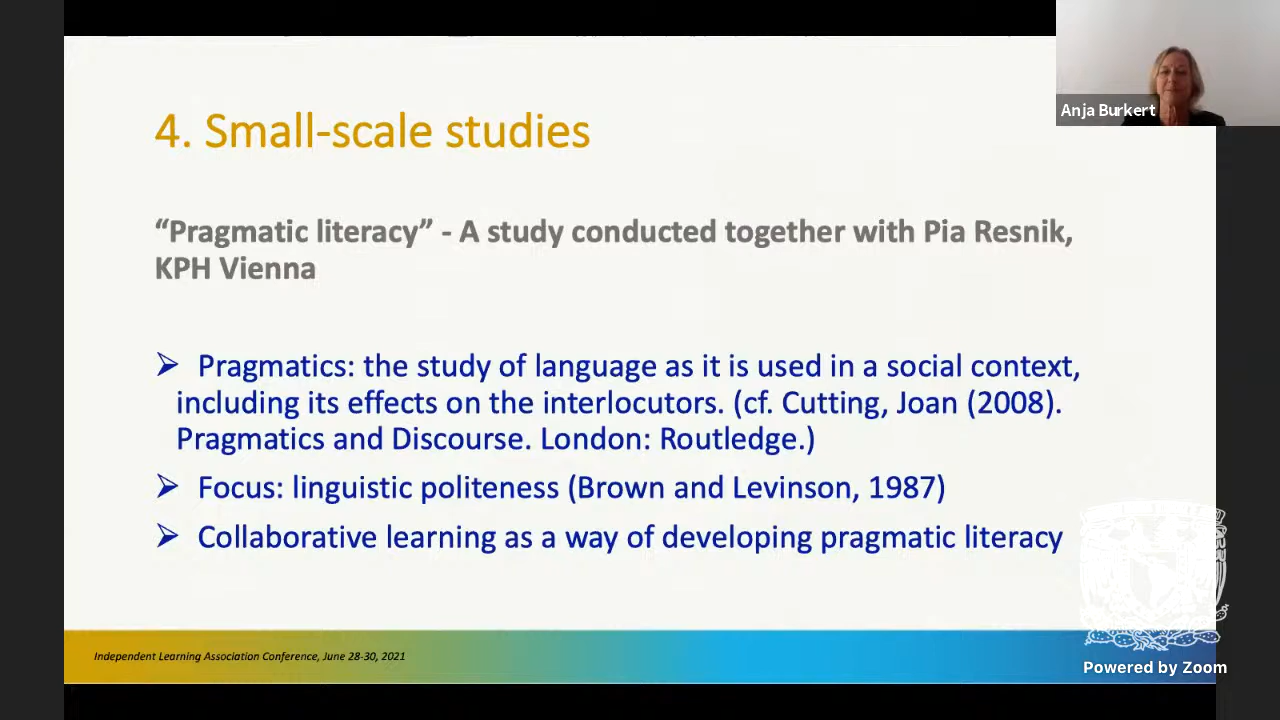 Anja Burkert
4. Small-scale studies
“Pragmatic literacy” - A study conducted together with Pia Resnik,
KPH Vienna
➢ Pragmatics: the study of language as it is used in a social context,
including its effects on the interlocutors. (cf. Cutting, Joan (2008).
Pragmatics and Discourse. London: Routledge.)
➢ Focus: linguistic politeness (Brown and Levinson, 1987)
➢ Collaborative learning as a way of developing pragmatic literacy
Independent Learning Association Conference, June 28-30, 2021
Powered by Zoom